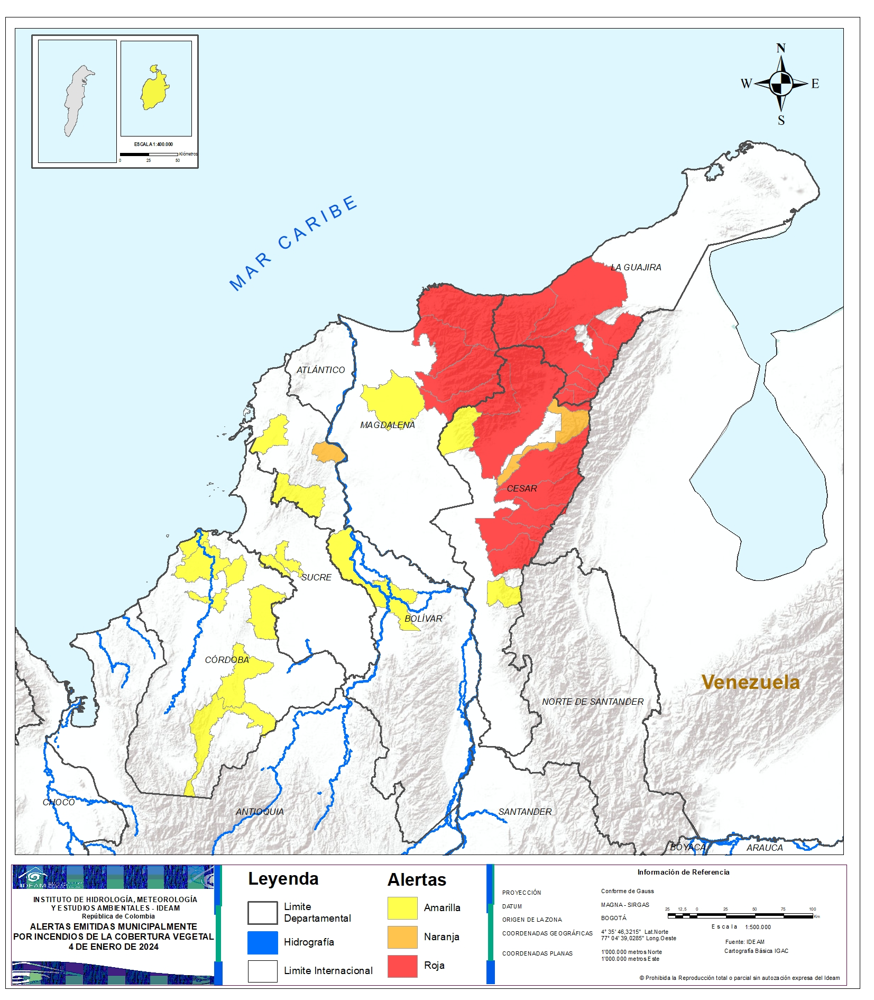 N
W E
S
ESCALA 1:400.000
Kilómetros
0 25 50
MAR CARIBE
LA GUAJIRA
ATLÁNTICO
MAGDALENA
CESAR
SUCRE
BOLÍVAR
CÓRDOBA
Venezuela
NORTE DE SANTANDER
CHOCÓ
ANTIOQUIA
SANTANDER
BOYACÁ
ARAUCA
IDEAM
INSTITUTO DE HIDROLOGÍA, METEOROLOGÍA
Y ESTUDIOS AMBIENTALES - IDEAM
República de Colombia
ALERTAS EMITIDAS MUNICIPALMENTE
POR INCENDIOS DE LA COBERTURA VEGETAL
4 DE ENERO DE 2024
Leyenda
Limite
Departamental
Hidrografía
Limite Internacional
Alertas
Amarilla
Naranja
Roja
Información de Referencia
PROYECCIÓN Conforme de Gauss
DATUM MAGNA - SIRGAS
ORIGEN DE LA ZONA BOGOTÁ
COORDENADAS GEOGRÁFICAS 4° 35' 46,3215" Lat.Norte
77° 04' 39,0285" Long.Oeste
COORDENADAS PLANAS 1'000.000 metros Norte
1'000.000 metros Este
25 12,5 0 25 50 75 100
Km
Escala 1:500.000
Fuente: IDEAM
Cartografía Básica IGAC
© Prohibida la Reproducción total o parcial sin autozación expresa del Ideam